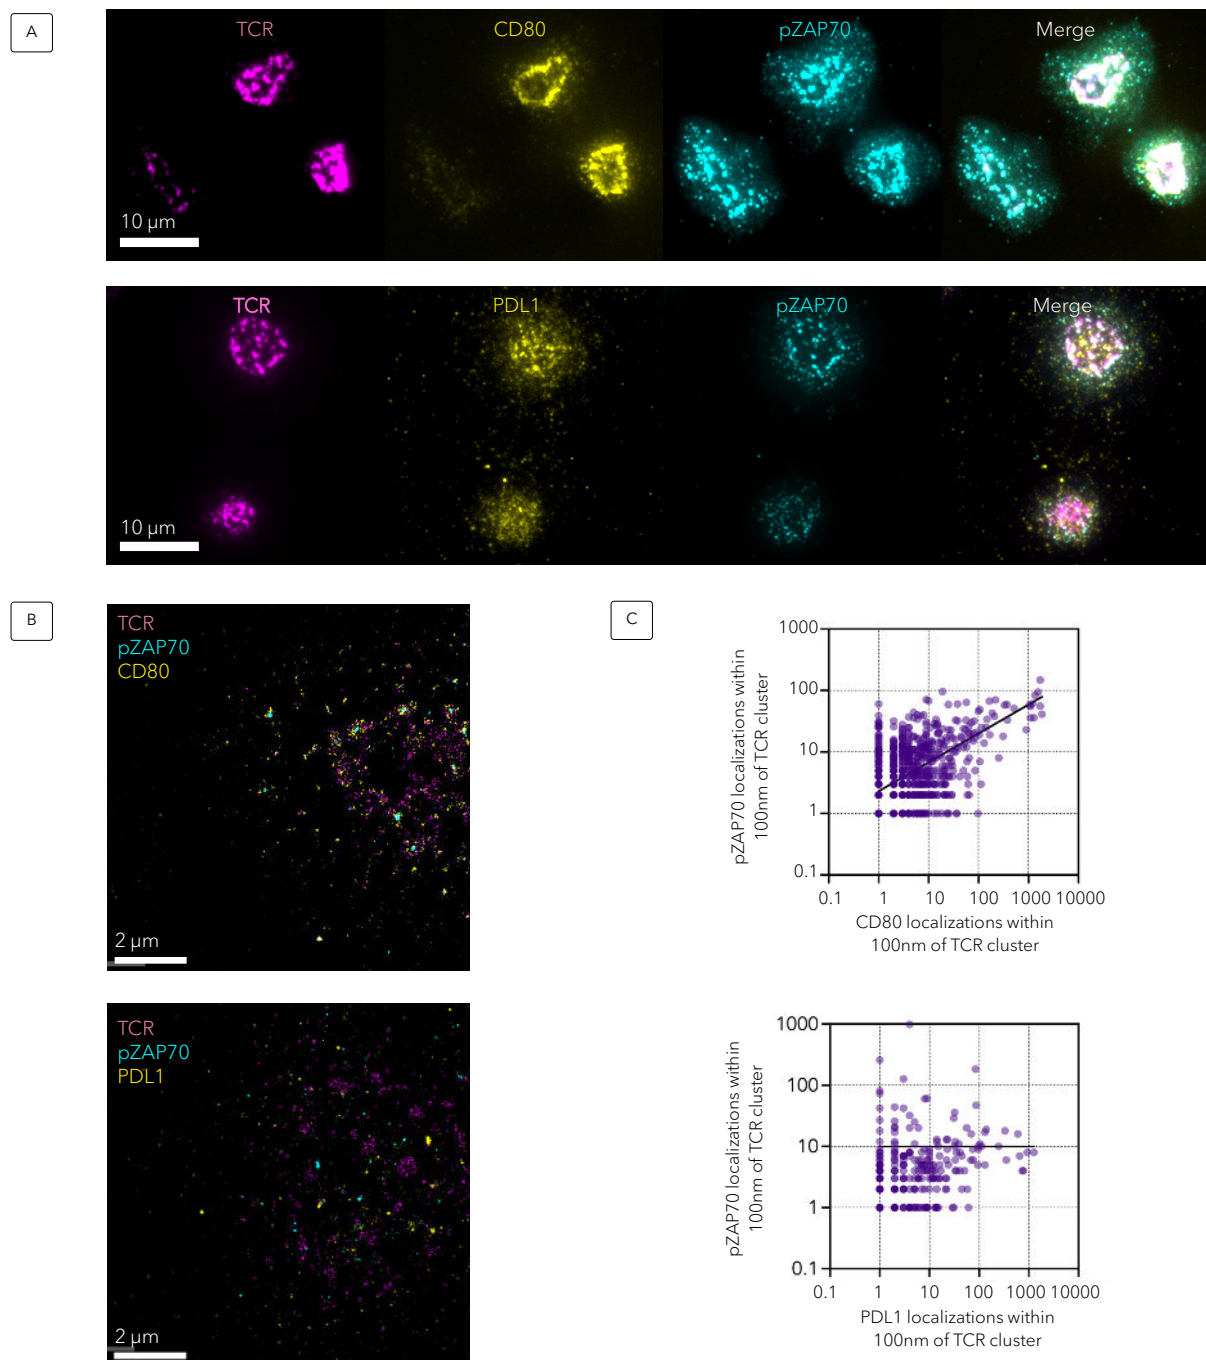 A
TCR
CD80
pZAP70
Merge
10 µm
TCR
PDL1
pZAP70
Merge
10 µm
B
TCR
pZAP70
CD80
2 µm
TCR
pZAP70
PDL1
2 µm
C
pZAP70 localizations within
100nm of TCR cluster
1000
100
10
1
0.1
0.1 1 10 100 1000 10000
CD80 localizations within
100nm of TCR cluster
pZAP70 localizations within
100nm of TCR cluster
1000
100
10
1
0.1
0.1 1 10 100 1000 10000
PDL1 localizations within
100nm of TCR cluster